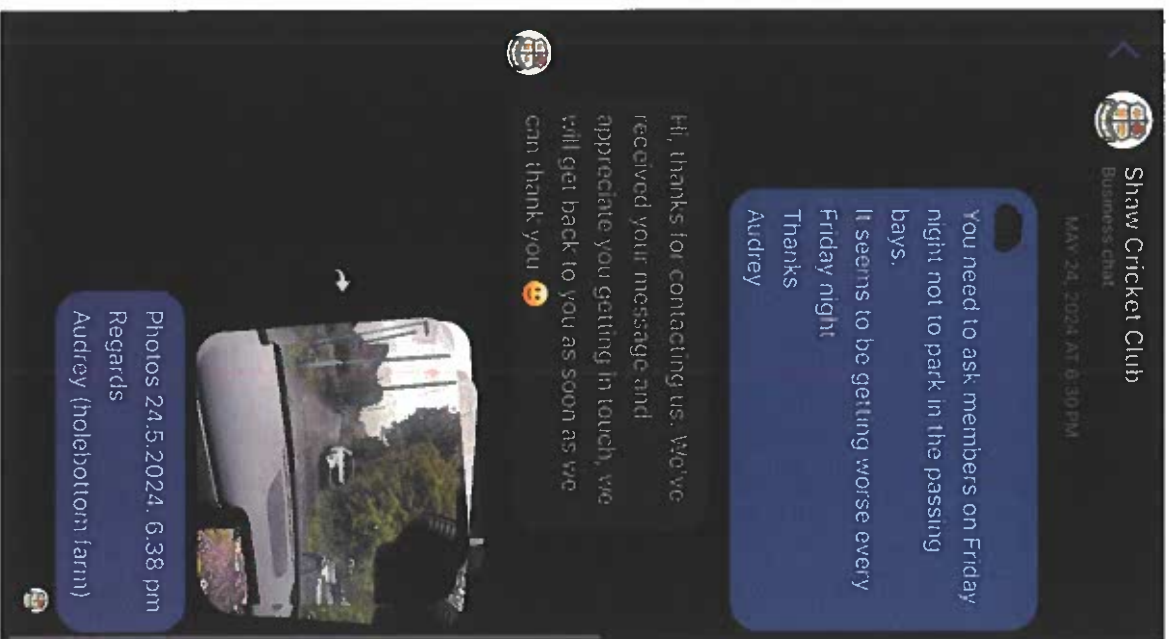 Shaw Cricket Club
Business chat
MAY 24, 2024 AT 6:39 PM
You need to ask members on Friday
night not to park in the passing
bays.
It seems to be getting worse every
Friday night
Thanks
Audrey
Hi, thanks for contacting us. We've
received your message and
appreciate you getting in touch, we
will get back to you as soon as we
can thank you 🙂
Photos 24.5.2024. 6.38 pm
Regards
Audrey (holebottom farm)